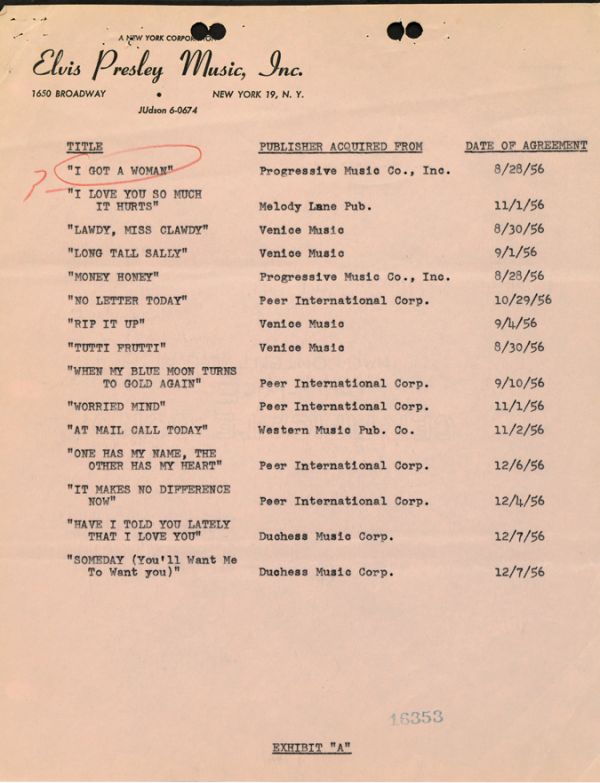 A NEW YORK CORPORATION
Elvis Presley Music, Inc.
1650 BROADWAY • NEW YORK 19, N. Y.
JUdson 6-0674
TITLE PUBLISHER ACQUIRED FROM DATE OF AGREEMENT
"I GOT A WOMAN" Progressive Music Co., Inc. 8/28/56
? "I LOVE YOU SO MUCH
IT HURTS" Melody Lane Pub. 11/1/56
"LAWDY, MISS CLAWDY" Venice Music 8/30/56
"LONG TALL SALLY" Venice Music 9/1/56
"MONEY HONEY" Progressive Music Co., Inc. 8/28/56
"NO LETTER TODAY" Peer International Corp. 10/29/56
"RIP IT UP" Venice Music 9/4/56
"TUTTI FRUTTI" Venice Music 8/30/56
"WHEN MY BLUE MOON TURNS
TO GOLD AGAIN" Peer International Corp. 9/10/56
"WORRIED MIND" Peer International Corp. 11/1/56
"AT MAIL CALL TODAY" Western Music Pub. Co. 11/2/56
"ONE HAS MY NAME, THE
OTHER HAS MY HEART" Peer International Corp. 12/6/56
"IT MAKES NO DIFFERENCE
NOW" Peer International Corp. 12/4/56
"HAVE I TOLD YOU LATELY
THAT I LOVE YOU" Duchess Music Corp. 12/7/56
"SOMEDAY (You'll Want Me
To Want you)" Duchess Music Corp. 12/7/56
16353
EXHIBIT "A"